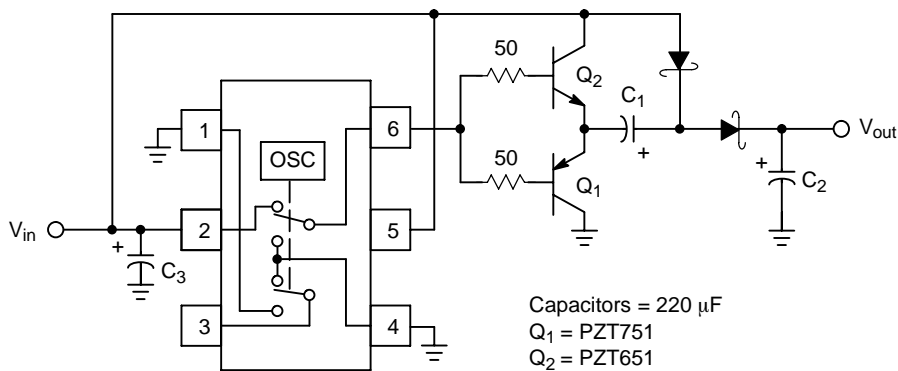 50
Q2
C1
+
1
6
OSC
50
Q1
Vout
+
C2
Vin
2
5
+
C3
3
4
Capacitors = 220 μF
Q1 = PZT751
Q2 = PZT651